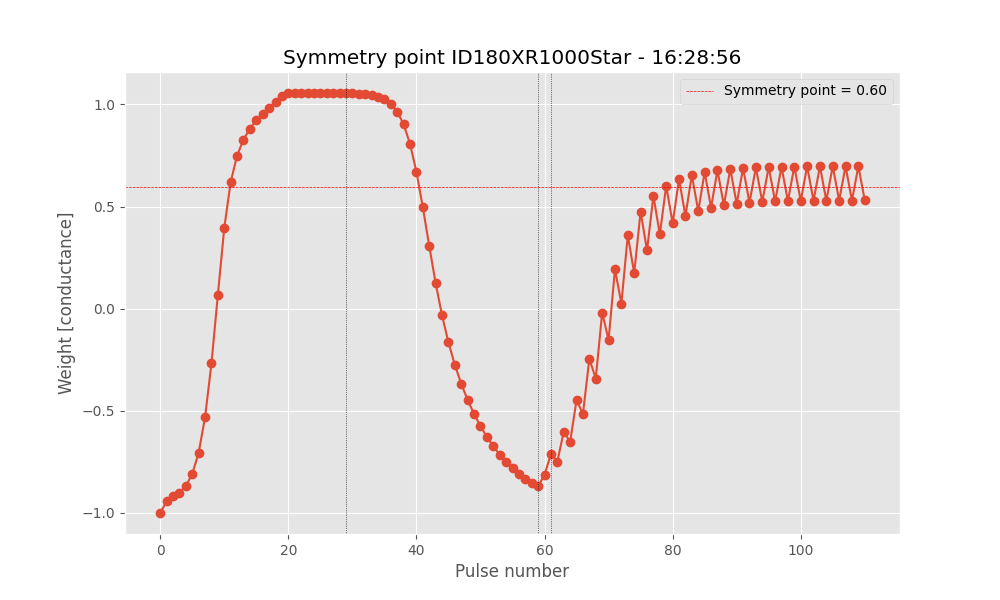 Symmetry point ID180XR1000Star - 16:28:56
Symmetry point = 0.60
1.0
0.5
0.0
−0.5
−1.0
Weight [conductance]
0 20 40 60 80 100
Pulse number